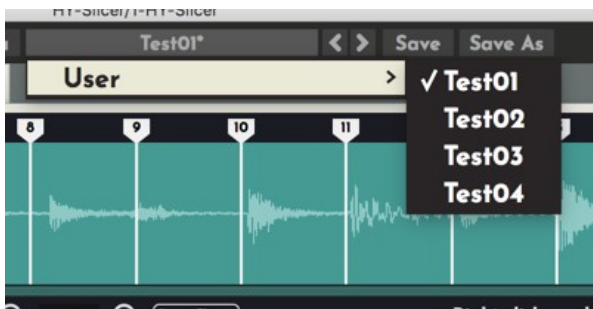 HY-Slicer/1-HY-Slicer
Test01*
< > Save Save As
User >
✓ Test01
Test02
Test03
Test04
8 9 10 11